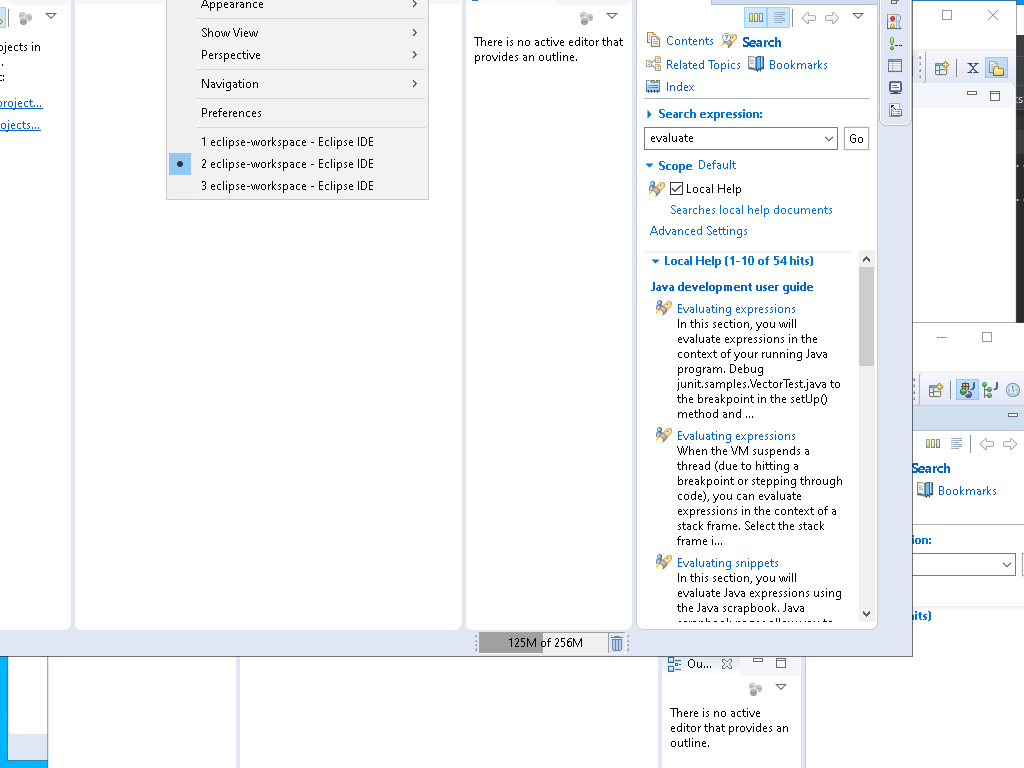 ojects in
.
c:
project...
ojects...
Appearance
Show View
Perspective
Navigation
Preferences
1 eclipse-workspace - Eclipse IDE
2 eclipse-workspace - Eclipse IDE
3 eclipse-workspace - Eclipse IDE
There is no active editor that
provides an outline.
Contents
Search
Related Topics
Bookmarks
Index
Search expression:
evaluate
Go
Scope Default
Local Help
Searches local help documents
Advanced Settings
Local Help (1-10 of 54 hits)
Java development user guide
Evaluating expressions
In this section, you will
evaluate expressions in the
context of your running Java
program. Debug
junit.samples.VectorTest.java to
the breakpoint in the setUp()
method and ...
Evaluating expressions
When the VM suspends a
thread (due to hitting a
breakpoint or stepping through
code), you can evaluate
expressions in the context of a
stack frame. Select the stack
frame i...
Evaluating snippets
In this section, you will
evaluate Java expressions using
the Java scrapbook. Java
125M of 256M
Search
Bookmarks
ion:
hits)
Ou...
There is no active
editor that provides an
outline.